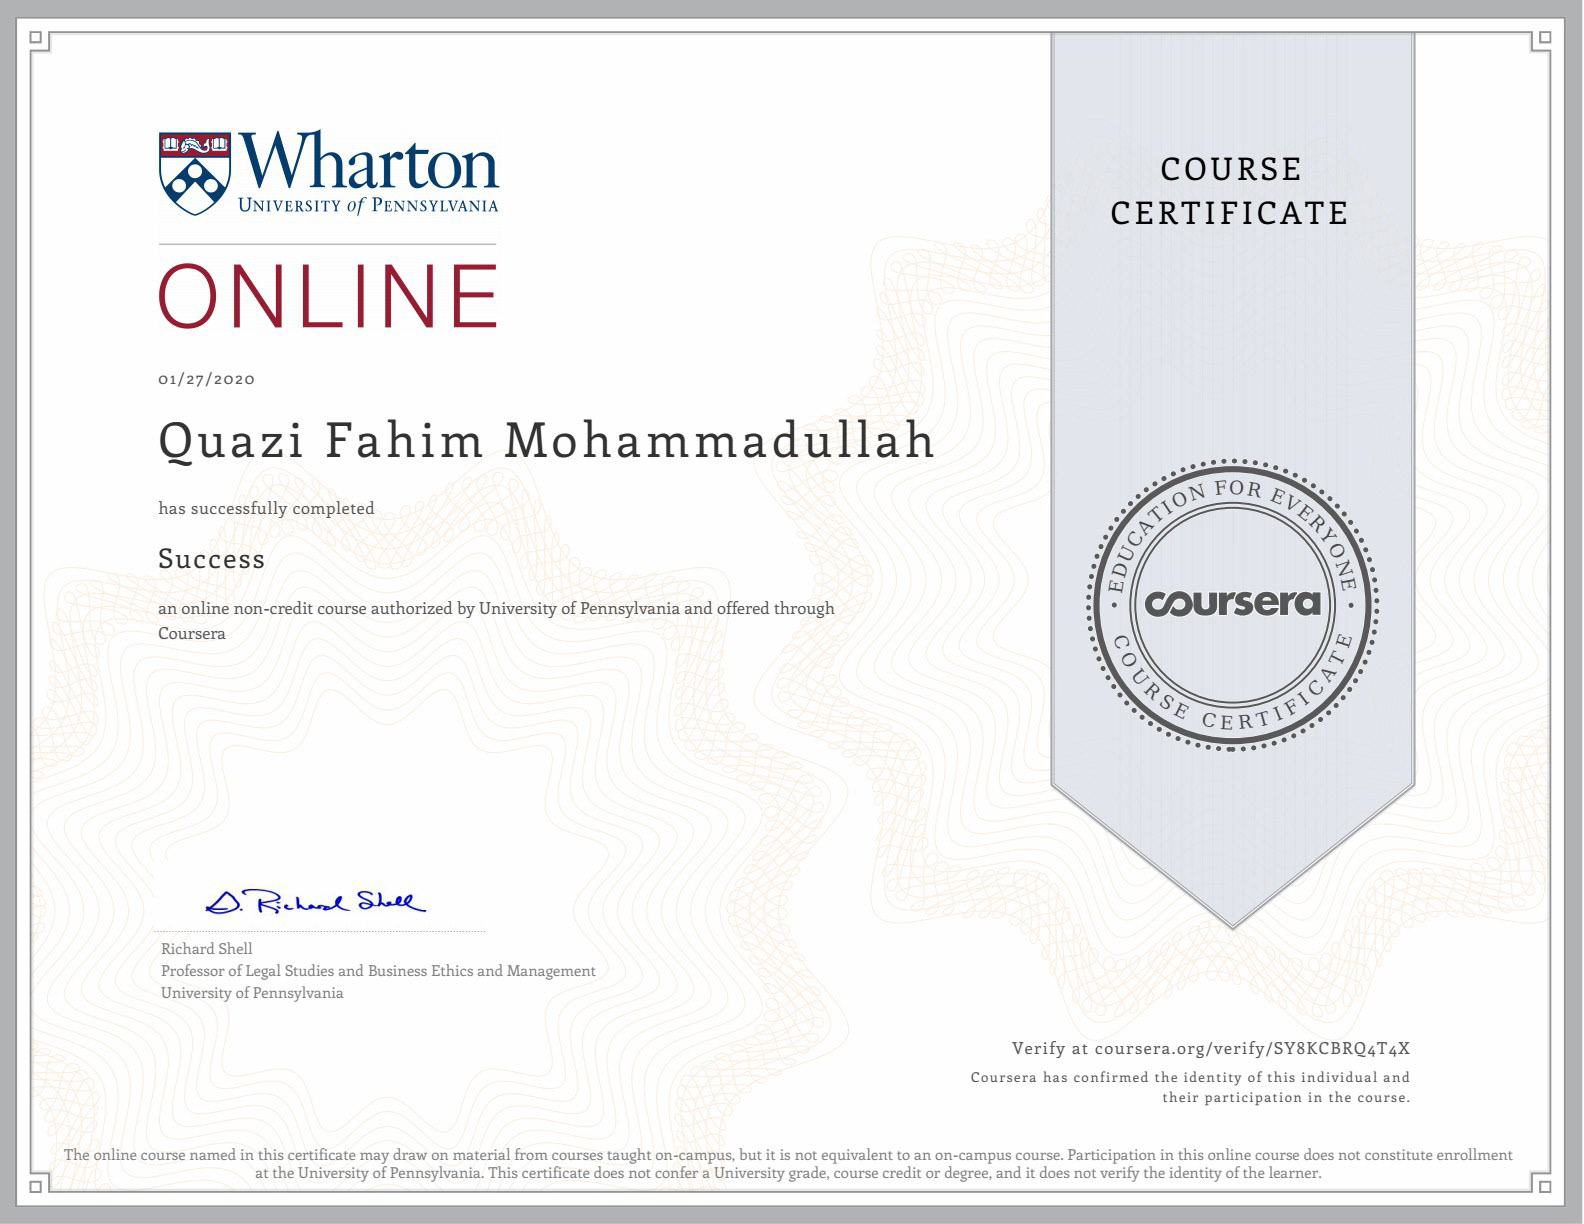 Wharton
UNIVERSITY of PENNSYLVANIA
ONLINE
01/27/2020
Quazi Fahim Mohammadullah
has successfully completed
Success
an online non-credit course authorized by University of Pennsylvania and offered through
Coursera
D. Richard Shell
Richard Shell
Professor of Legal Studies and Business Ethics and Management
University of Pennsylvania
COURSE
CERTIFICATE
EDUCATION FOR EVERYONE
coursera
COURSE CERTIFICATE
Verify at coursera.org/verify/SY8KCBRQ4T4X
Coursera has confirmed the identity of this individual and
their participation in the course.
The online course named in this certificate may draw on material from courses taught on-campus, but it is not equivalent to an on-campus course. Participation in this online course does not constitute enrollment
at the University of Pennsylvania. This certificate does not confer a University grade, course credit or degree, and it does not verify the identity of the learner.